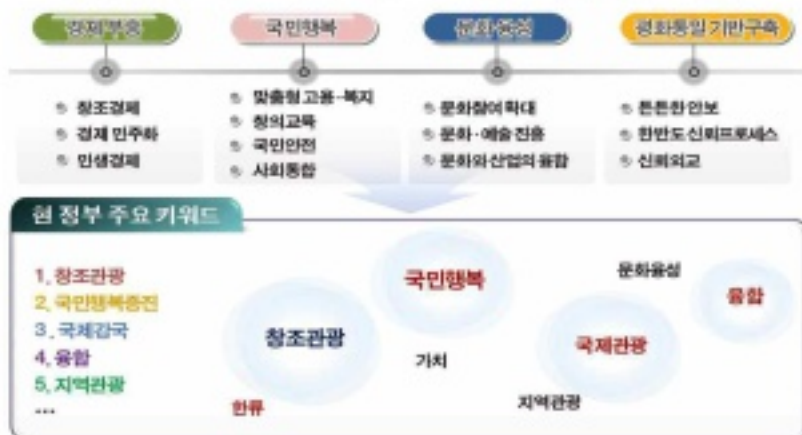 경제부흥
국민행복
문화융성
평화통일 기반구축
창조경제
경제 민주화
민생경제
맞춤형 고용·복지
창의교육
국민안전
사회통합
문화참여 확대
문화·예술 진흥
문화와 산업의 융합
튼튼한 안보
한반도 신뢰프로세스
신뢰외교
현 정부 주요 키워드
1, 창조관광
2, 국민행복증진
3, 국제관광
4, 융합
5, 지역관광
...
국민행복
문화융성
융합
창조관광
국제관광
가치
한류
지역관광